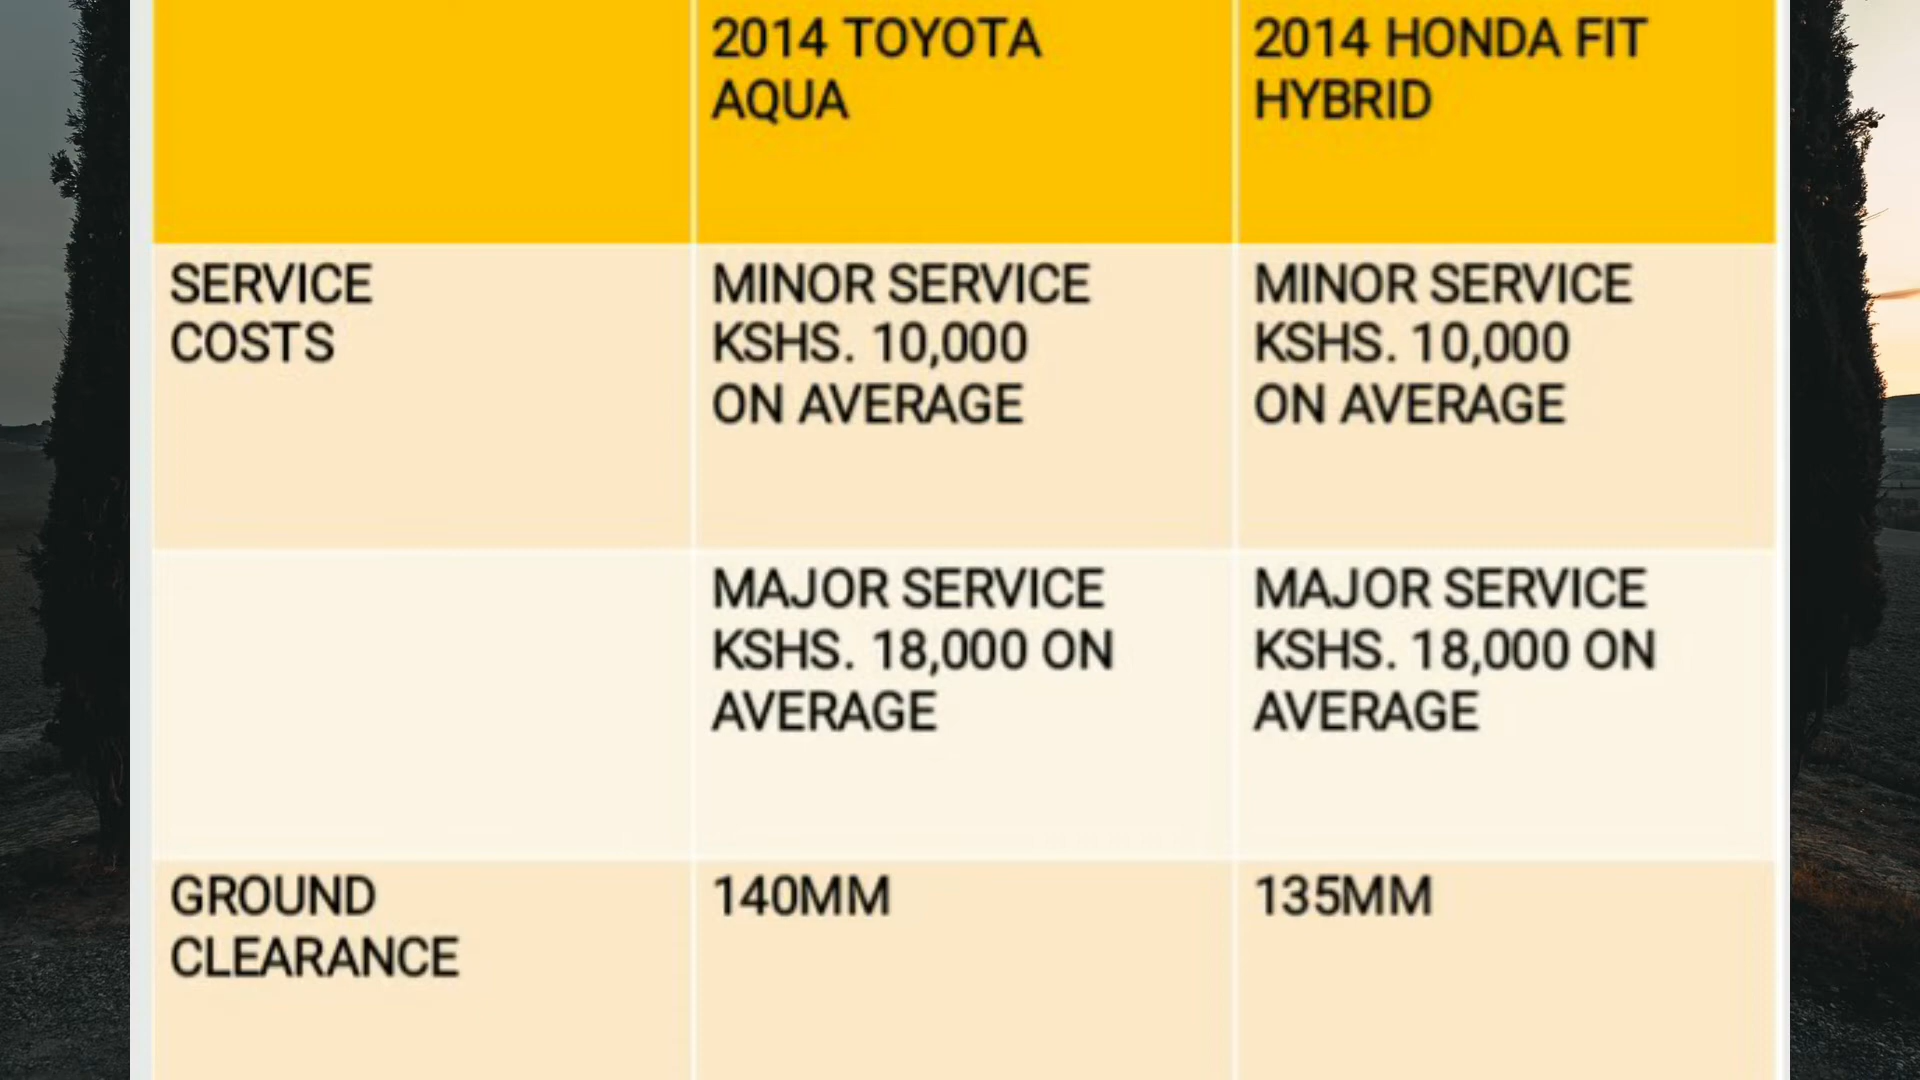 2014 TOYOTA
AQUA
2014 HONDA FIT
HYBRID
SERVICE
COSTS
MINOR SERVICE
KSHS. 10,000
ON AVERAGE
MINOR SERVICE
KSHS. 10,000
ON AVERAGE
MAJOR SERVICE
KSHS. 18,000 ON
AVERAGE
MAJOR SERVICE
KSHS. 18,000 ON
AVERAGE
GROUND
CLEARANCE
140MM
135MM